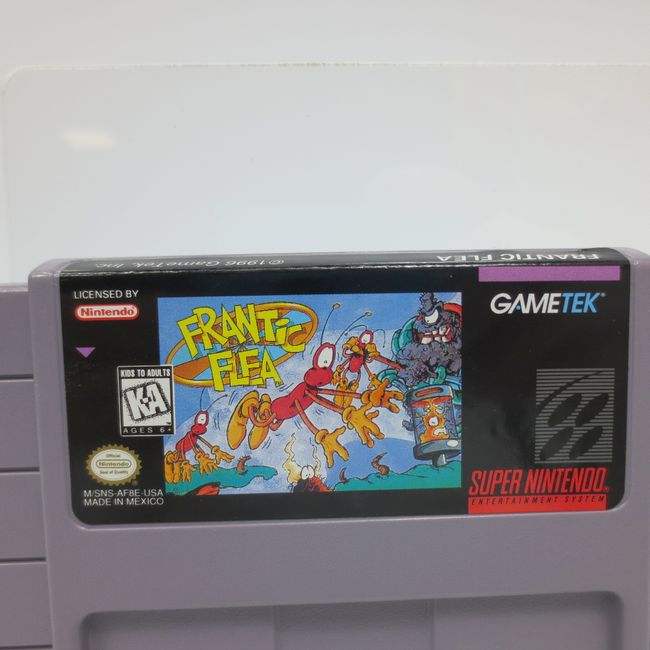 ©1996 GameTek, Inc.
FRANTIC FLEA
LICENSED BY
Nintendo
GAMETEK
FRANTIC
FLEA
KIDS TO ADULTS
KA
AGES 6+
Official
Nintendo
Seal of Quality
M/SNS-AF8E-USA
MADE IN MEXICO
SUPER NINTENDO
ENTERTAINMENT SYSTEM